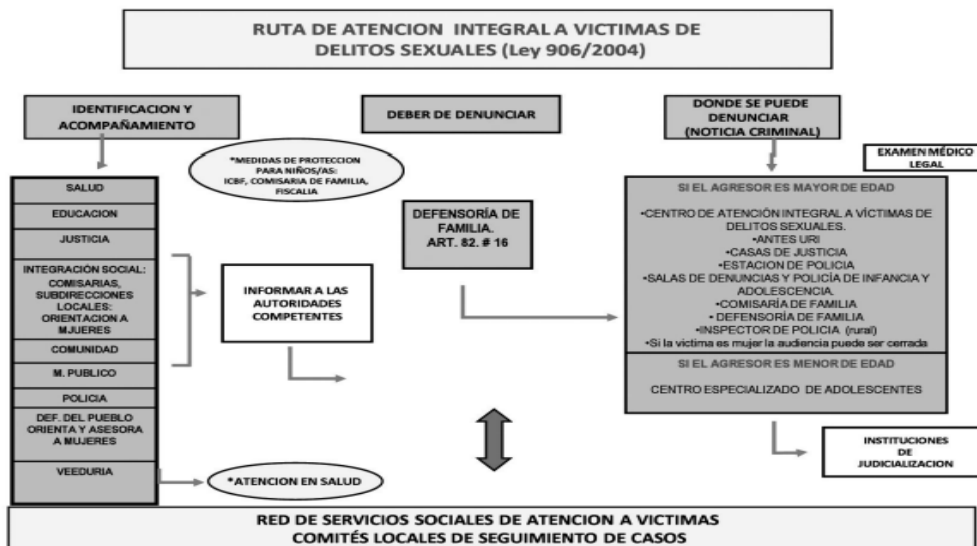 RUTA DE ATENCION INTEGRAL A VICTIMAS DE
DELITOS SEXUALES (Ley 906/2004)
IDENTIFICACION Y
ACOMPAÑAMIENTO
DEBER DE DENUNCIAR
DONDE SE PUEDE
DENUNCIAR
(NOTICIA CRIMINAL)
EXAMEN MÉDICO
LEGAL
*MEDIDAS DE PROTECCION
PARA NIÑOS/AS:
ICBF, COMISARIA DE FAMILIA,
FISCALIA
SALUD
EDUCACION
JUSTICIA
INTEGRACIÓN SOCIAL:
COMISARIAS,
SUBDIRECCIONES
LOCALES:
ORIENTACION A
MJUERES
COMUNIDAD
M. PUBLICO
POLICIA
DEF. DEL PUEBLO
ORIENTA Y ASESORA
A MUJERES
VEEDURIA
INFORMAR A LAS
AUTORIDADES
COMPETENTES
*ATENCION EN SALUD
DEFENSORÍA DE
FAMILIA.
ART. 82. # 16
SI EL AGRESOR ES MAYOR DE EDAD
•CENTRO DE ATENCIÓN INTEGRAL A VÍCTIMAS DE
DELITOS SEXUALES.
•ANTES URI
•CASAS DE JUSTICIA
•ESTACION DE POLICIA
•SALAS DE DENUNCIAS Y POLICÍA DE INFANCIA Y
ADOLESCENCIA.
•COMISARÍA DE FAMILIA
• DEFENSORÍA DE FAMILIA
•INSPECTOR DE POLICIA (rural)
•Si la victima es mujer la audiencia puede ser cerrada
SI EL AGRESOR ES MENOR DE EDAD
CENTRO ESPECIALIZADO DE ADOLESCENTES
INSTITUCIONES
DE
JUDICIALIZACION
RED DE SERVICIOS SOCIALES DE ATENCION A VICTIMAS
COMITÉS LOCALES DE SEGUIMIENTO DE CASOS